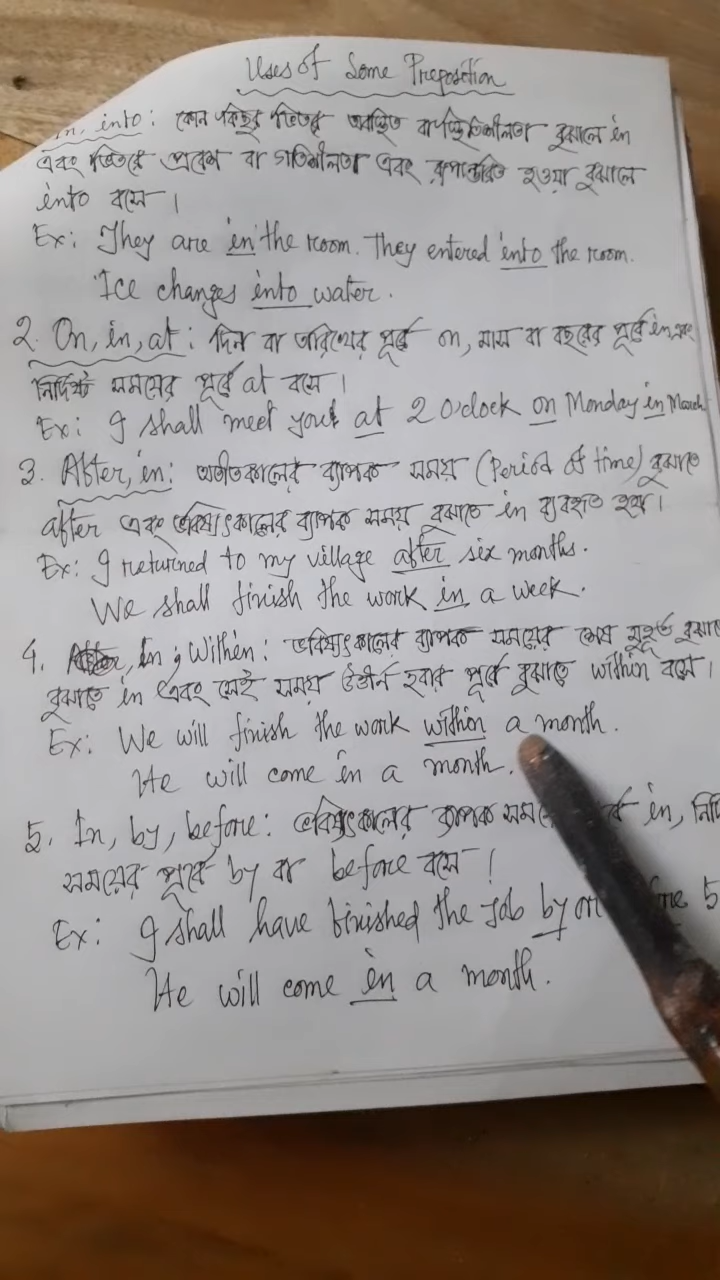 Uses of Some Preposition
In, into: কোন কিছুর ভিতরে অবস্থিত বা স্থিতিশীলতা বুঝালে in
এবং ভিতরে প্রবেশ বা গতিশীলতা এবং রূপান্তরিত হওয়া বুঝালে
into বসে।
Ex: They are in the room. They entered into the room.
Ice changes into water.
2. On, in, at: দিন বা তারিখের পূর্বে on, মাস বা বছরের পূর্বে in এবং
নির্দিষ্ট সময়ের পূর্বে at বসে।
Ex: I shall meet you at 2 O'clock on Monday in March
3. After, in: অতীতকালের ব্যাপক সময় (Period of time) বুঝাতে
after এবং ভবিষ্যৎকালের ব্যাপক সময় বুঝাতে in ব্যবহৃত হয়।
Ex: I returned to my village after six months.
We shall finish the work in a week.
4. In, Within: ভবিষ্যৎকালের ব্যাপক সময়ের শেষ মুহূর্ত বুঝাতে
বুঝাতে in এবং সেই সময় উত্তীর্ন হবার পূর্বে বুঝাতে within বসে।
Ex: We will finish the work within a month.
He will come in a month.
5. In, by, before: ভবিষ্যৎকালের ব্যাপক in,
সময়ের পূর্বে by বা before বসে।
Ex: I shall have finished the job by or 5
He will come in a month.